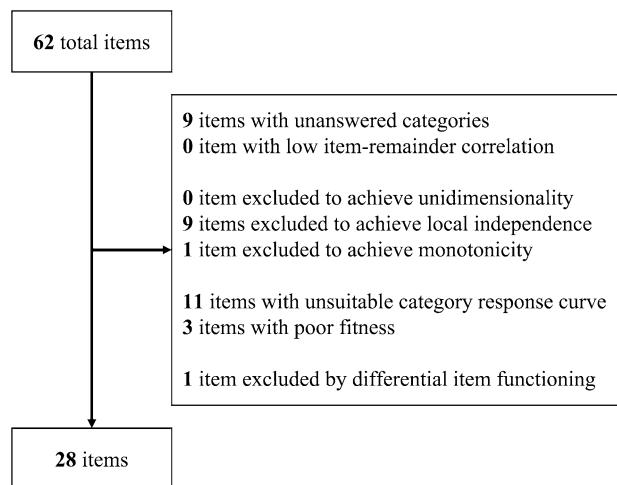 62 total items
9 items with unanswered categories
0 item with low item-remainder correlation
0 item excluded to achieve unidimensionality
9 items excluded to achieve local independence
1 item excluded to achieve monotonicity
11 items with unsuitable category response curve
3 items with poor fitness
1 item excluded by differential item functioning
28 items